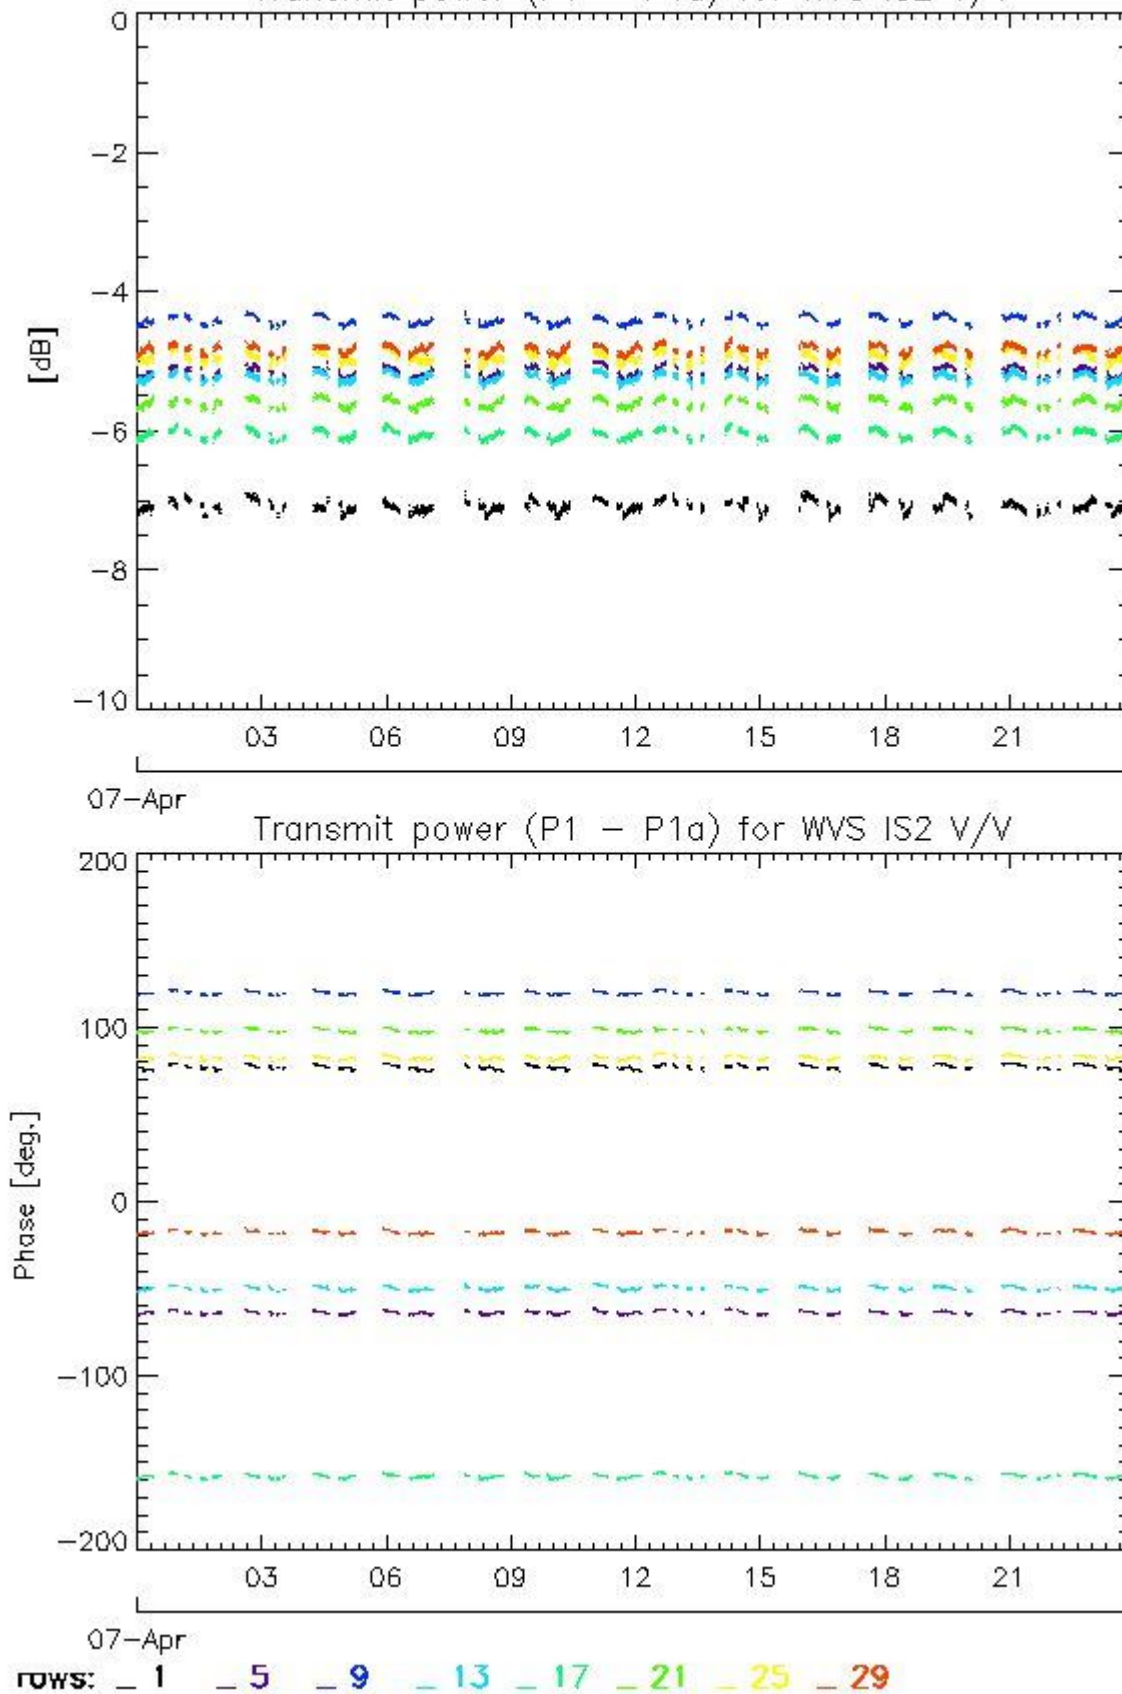 0
-2
-4
[dB]
-6
-8
-10
03 06 09 12 15 18 21
07-Apr
Transmit power (P1 - P1a) for WVS IS2 V/V
200
100
Phase [deg.]
0
-100
-200
03 06 09 12 15 18 21
07-Apr
rows: _ 1 _ 5 _ 9 _ 13 _ 17 _ 21 _ 25 _ 29